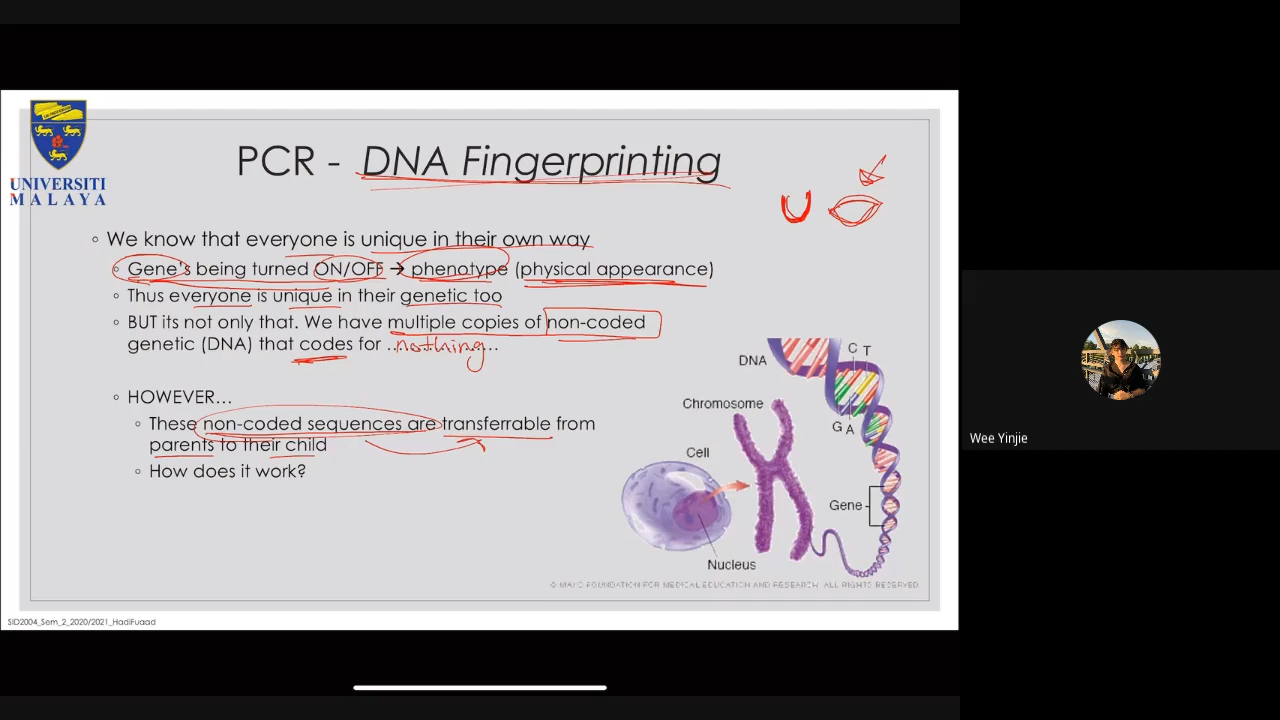 UNIVERSITI
MALAYA
PCR - DNA Fingerprinting
We know that everyone is unique in their own way
Gene's being turned ON/OFF → phenotype (physical appearance)
Thus everyone is unique in their genetic too
BUT its not only that. We have multiple copies of non-coded
genetic (DNA) that codes for ...nothing...
HOWEVER...
These non-coded sequences are transferrable from
parents to their child
How does it work?
DNA
C T
G A
Chromosome
Cell
Gene
Nucleus
© MAYO FOUNDATION FOR MEDICAL EDUCATION AND RESEARCH. ALL RIGHTS RESERVED.
SID2004_Sem_2_2020/2021_HadiFuaad
Wee Yinjie